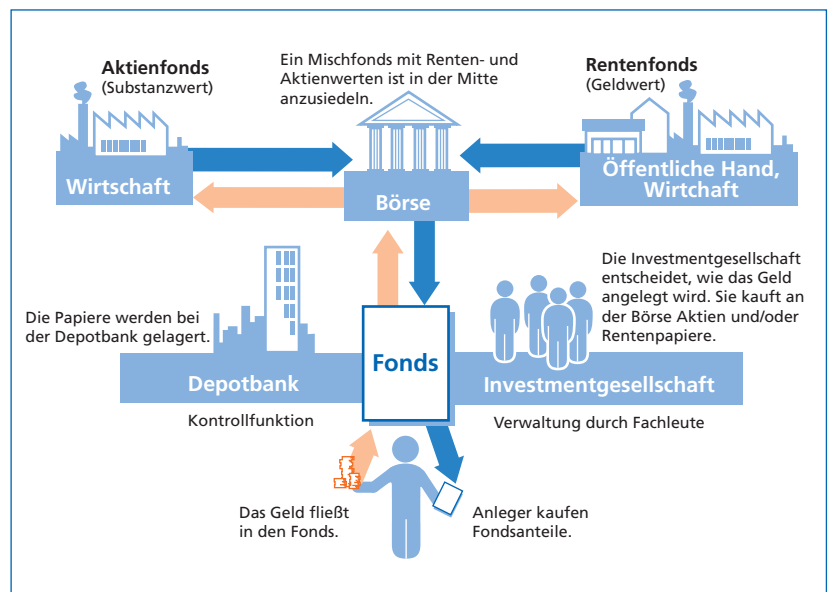 Aktienfonds
(Substanzwert)
Ein Mischfonds mit Renten- und
Aktienwerten ist in der Mitte
anzusiedeln.
Rentenfonds
(Geldwert)
Wirtschaft
Börse
Öffentliche Hand,
Wirtchaft
Die Papiere werden bei
der Depotbank gelagert.
Die Investmentgesellschaft
entscheidet, wie das Geld
angelegt wird. Sie kauft an
der Börse Aktien und/oder
Rentenpapiere.
Depotbank
Fonds
Investmentgesellschaft
Kontrollfunktion
Verwaltung durch Fachleute
Das Geld fließt
in den Fonds.
Anleger kaufen
Fondsanteile.